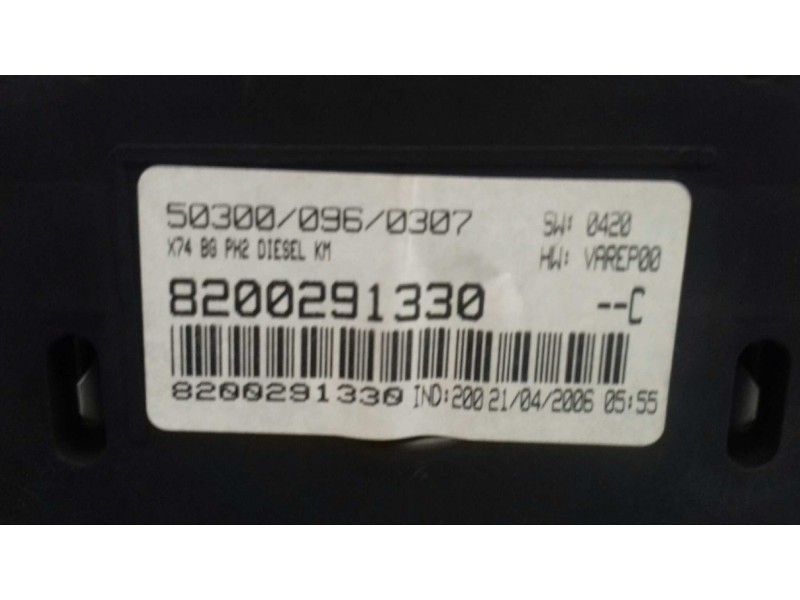 50300/096/0307 SW: 0420
X74 BG PH2 DIESEL KM HW: VAREP00
8200291330 --C
8200291330 IND:200 21/04/2006 05:55